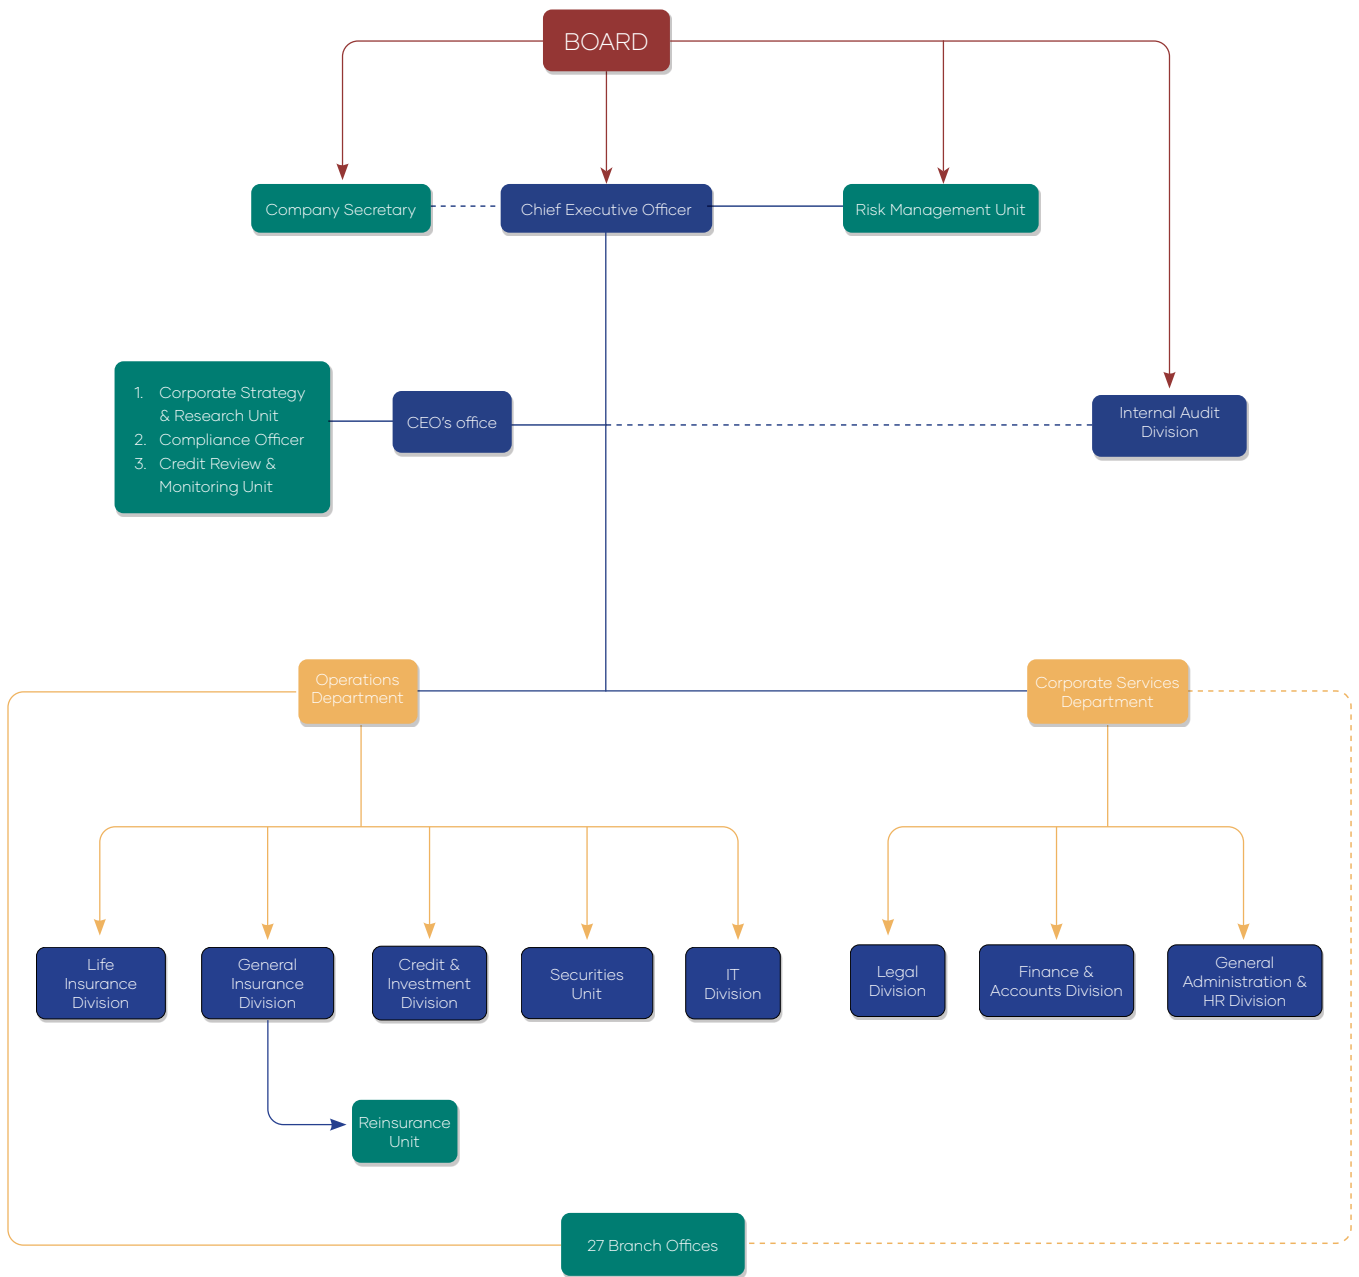 BOARD
Company Secretary
Chief Executive Officer
Risk Management Unit
1. Corporate Strategy
& Research Unit
2. Compliance Officer
3. Credit Review &
Monitoring Unit
CEO's office
Internal Audit
Division
Operations
Department
Corporate Services
Department
Life
Insurance
Division
General
Insurance
Division
Credit &
Investment
Division
Securities
Unit
IT
Division
Legal
Division
Finance &
Accounts Division
General
Administration &
HR Division
Reinsurance
Unit
27 Branch Offices